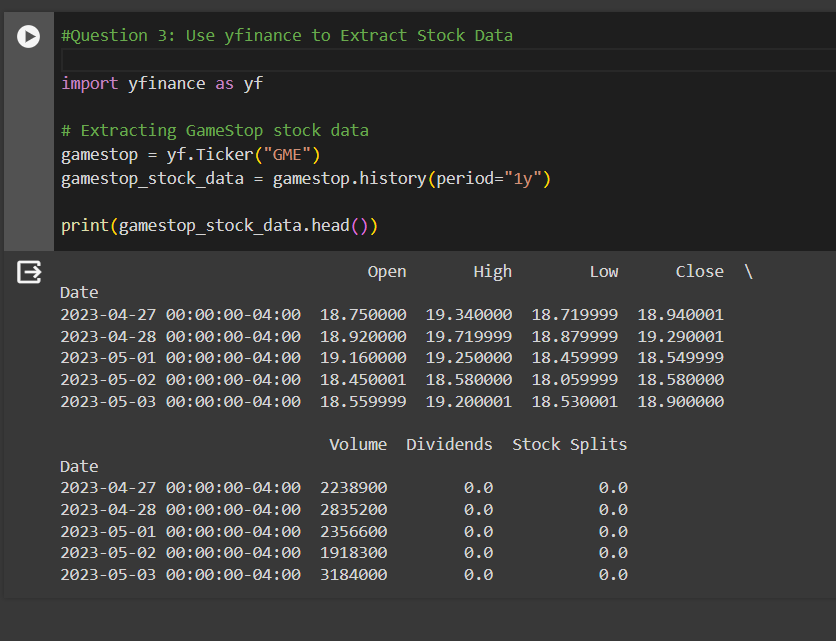 #Question 3: Use yfinance to Extract Stock Data
import yfinance as yf
# Extracting GameStop stock data
gamestop = yf.Ticker("GME")
gamestop_stock_data = gamestop.history(period="1y")
print(gamestop_stock_data.head())
Open High Low Close \
Date
2023-04-27 00:00:00-04:00 18.750000 19.340000 18.719999 18.940001
2023-04-28 00:00:00-04:00 18.920000 19.719999 18.879999 19.290001
2023-05-01 00:00:00-04:00 19.160000 19.250000 18.459999 18.549999
2023-05-02 00:00:00-04:00 18.450001 18.580000 18.059999 18.580000
2023-05-03 00:00:00-04:00 18.559999 19.200001 18.530001 18.900000
Volume Dividends Stock Splits
Date
2023-04-27 00:00:00-04:00 2238900 0.0 0.0
2023-04-28 00:00:00-04:00 2835200 0.0 0.0
2023-05-01 00:00:00-04:00 2356600 0.0 0.0
2023-05-02 00:00:00-04:00 1918300 0.0 0.0
2023-05-03 00:00:00-04:00 3184000 0.0 0.0